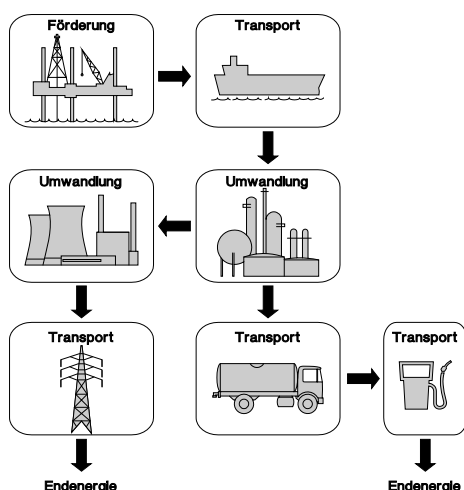 Förderung
Transport
Umwandlung
Umwandlung
Transport
Transport
Transport
Endenergie
Endenergie